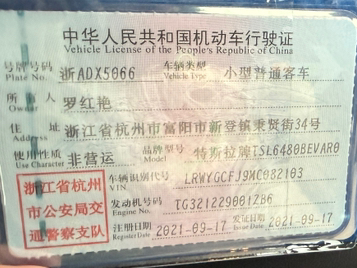 中华人民共和国机动车行驶证
Vehicle License of the People's Republic of China
号牌号码 浙ADX5066 车辆类型 小型普通客车
Plate No. Vehicle Type
所有人 罗红艳
Owner
住址 浙江省杭州市富阳市新登镇乘贤街34号
Address
使用性质 非营运 品牌型号 特斯拉牌TSL6480BEVAR0
Use Character Model
浙江省杭州市公安局交通警察支队
车辆识别代号 LRWYGCFJ9MC082103
VIN
发动机号码 TG321229001ZB6
Engine No.
注册日期 2021-09-17 发证日期 2021-09-17
Register Date Issue Date